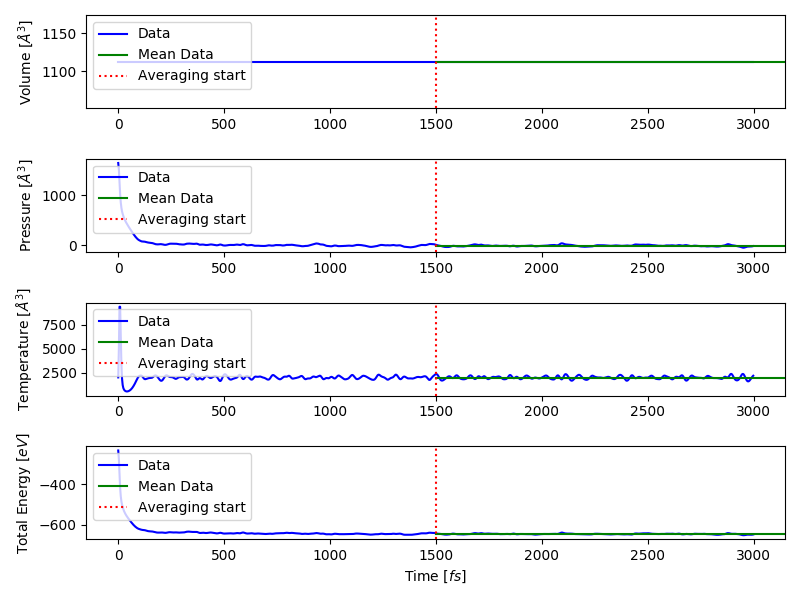 Volume [Å³]
1150
1100
Data
Mean Data
Averaging start
0 500 1000 1500 2000 2500 3000
Pressure [Å³]
1000
0
Data
Mean Data
Averaging start
0 500 1000 1500 2000 2500 3000
Temperature [Å³]
7500
5000
2500
Data
Mean Data
Averaging start
0 500 1000 1500 2000 2500 3000
Total Energy [eV]
−400
−600
Data
Mean Data
Averaging start
0 500 1000 1500 2000 2500 3000
Time [fs]